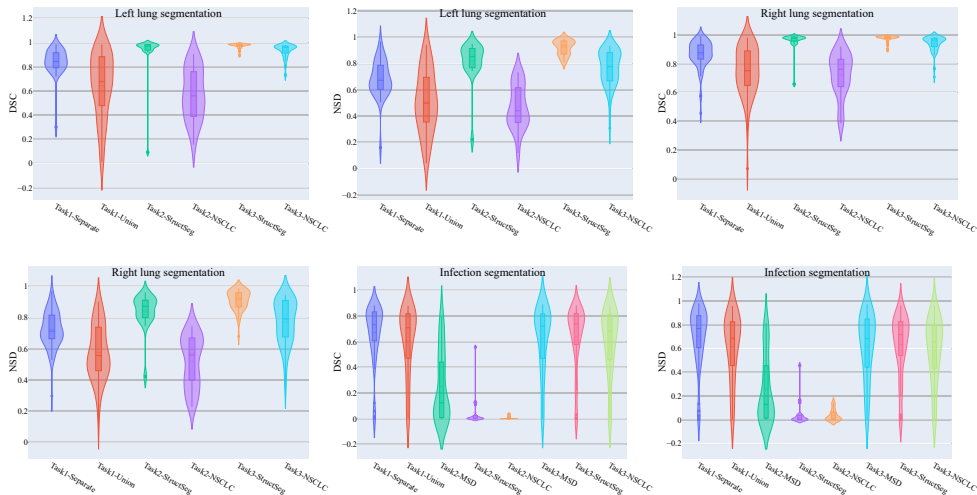 Left lung segmentation
DSC
1.2
1
0.8
0.6
0.4
0.2
0
−0.2
Task1-Separate
Task1-Union
Task2-StructSeg
Task2-NSCLC
Task3-StructSeg
Task3-NSCLC
Left lung segmentation
NSD
1.2
1
0.8
0.6
0.4
0.2
0
−0.2
Task1-Separate
Task1-Union
Task2-StructSeg
Task2-NSCLC
Task3-StructSeg
Task3-NSCLC
Right lung segmentation
DSC
1
0.8
0.6
0.4
0.2
0
Task1-Separate
Task1-Union
Task2-StructSeg
Task2-NSCLC
Task3-StructSeg
Task3-NSCLC
Right lung segmentation
NSD
1
0.8
0.6
0.4
0.2
0
Task1-Separate
Task1-Union
Task2-StructSeg
Task2-NSCLC
Task3-StructSeg
Task3-NSCLC
Infection segmentation
DSC
1
0.8
0.6
0.4
0.2
0
−0.2
Task1-Separate
Task1-Union
Task2-MSD
Task2-StructSeg
Task2-NSCLC
Task3-MSD
Task3-StructSeg
Task3-NSCLC
Infection segmentation
NSD
1.2
1
0.8
0.6
0.4
0.2
0
−0.2
Task1-Separate
Task1-Union
Task2-MSD
Task2-StructSeg
Task2-NSCLC
Task3-MSD
Task3-StructSeg
Task3-NSCLC